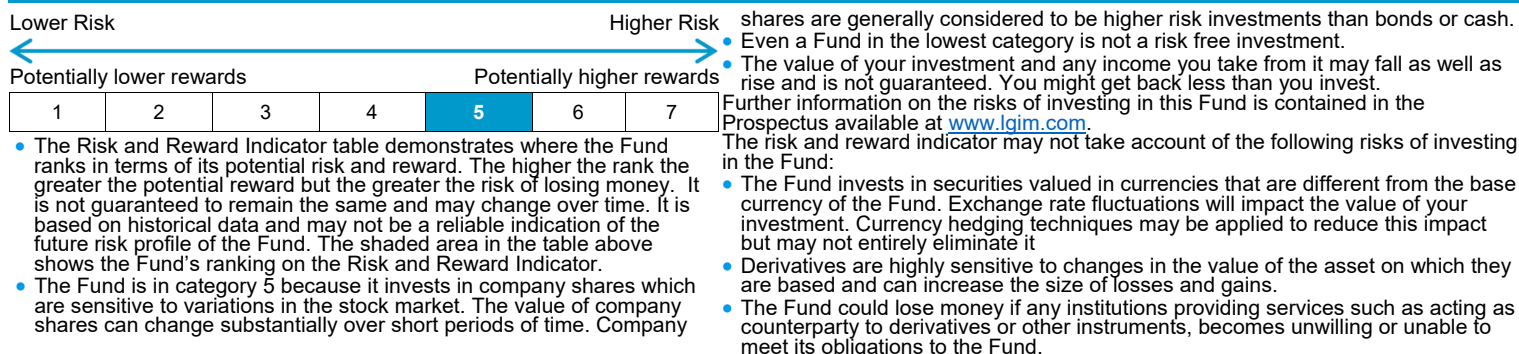 Lower Risk Higher Risk
Potentially lower rewards Potentially higher rewards
1 2 3 4 5 6 7
• The Risk and Reward Indicator table demonstrates where the Fund
ranks in terms of its potential risk and reward. The higher the rank the
greater the potential reward but the greater the risk of losing money.  It
is not guaranteed to remain the same and may change over time. It is
based on historical data and may not be a reliable indication of the
future risk profile of the Fund. The shaded area in the table above
shows the Fund's ranking on the Risk and Reward Indicator.
• The Fund is in category 5 because it invests in company shares which
are sensitive to variations in the stock market. The value of company
shares can change substantially over short periods of time. Company
shares are generally considered to be higher risk investments than bonds or cash.
• Even a Fund in the lowest category is not a risk free investment.
• The value of your investment and any income you take from it may fall as well as
rise and is not guaranteed. You might get back less than you invest.
Further information on the risks of investing in this Fund is contained in the
Prospectus available at www.lgim.com.
The risk and reward indicator may not take account of the following risks of investing
in the Fund:
• The Fund invests in securities valued in currencies that are different from the base
currency of the Fund. Exchange rate fluctuations will impact the value of your
investment. Currency hedging techniques may be applied to reduce this impact
but may not entirely eliminate it
• Derivatives are highly sensitive to changes in the value of the asset on which they
are based and can increase the size of losses and gains.
• The Fund could lose money if any institutions providing services such as acting as
counterparty to derivatives or other instruments, becomes unwilling or unable to
meet its obligations to the Fund.